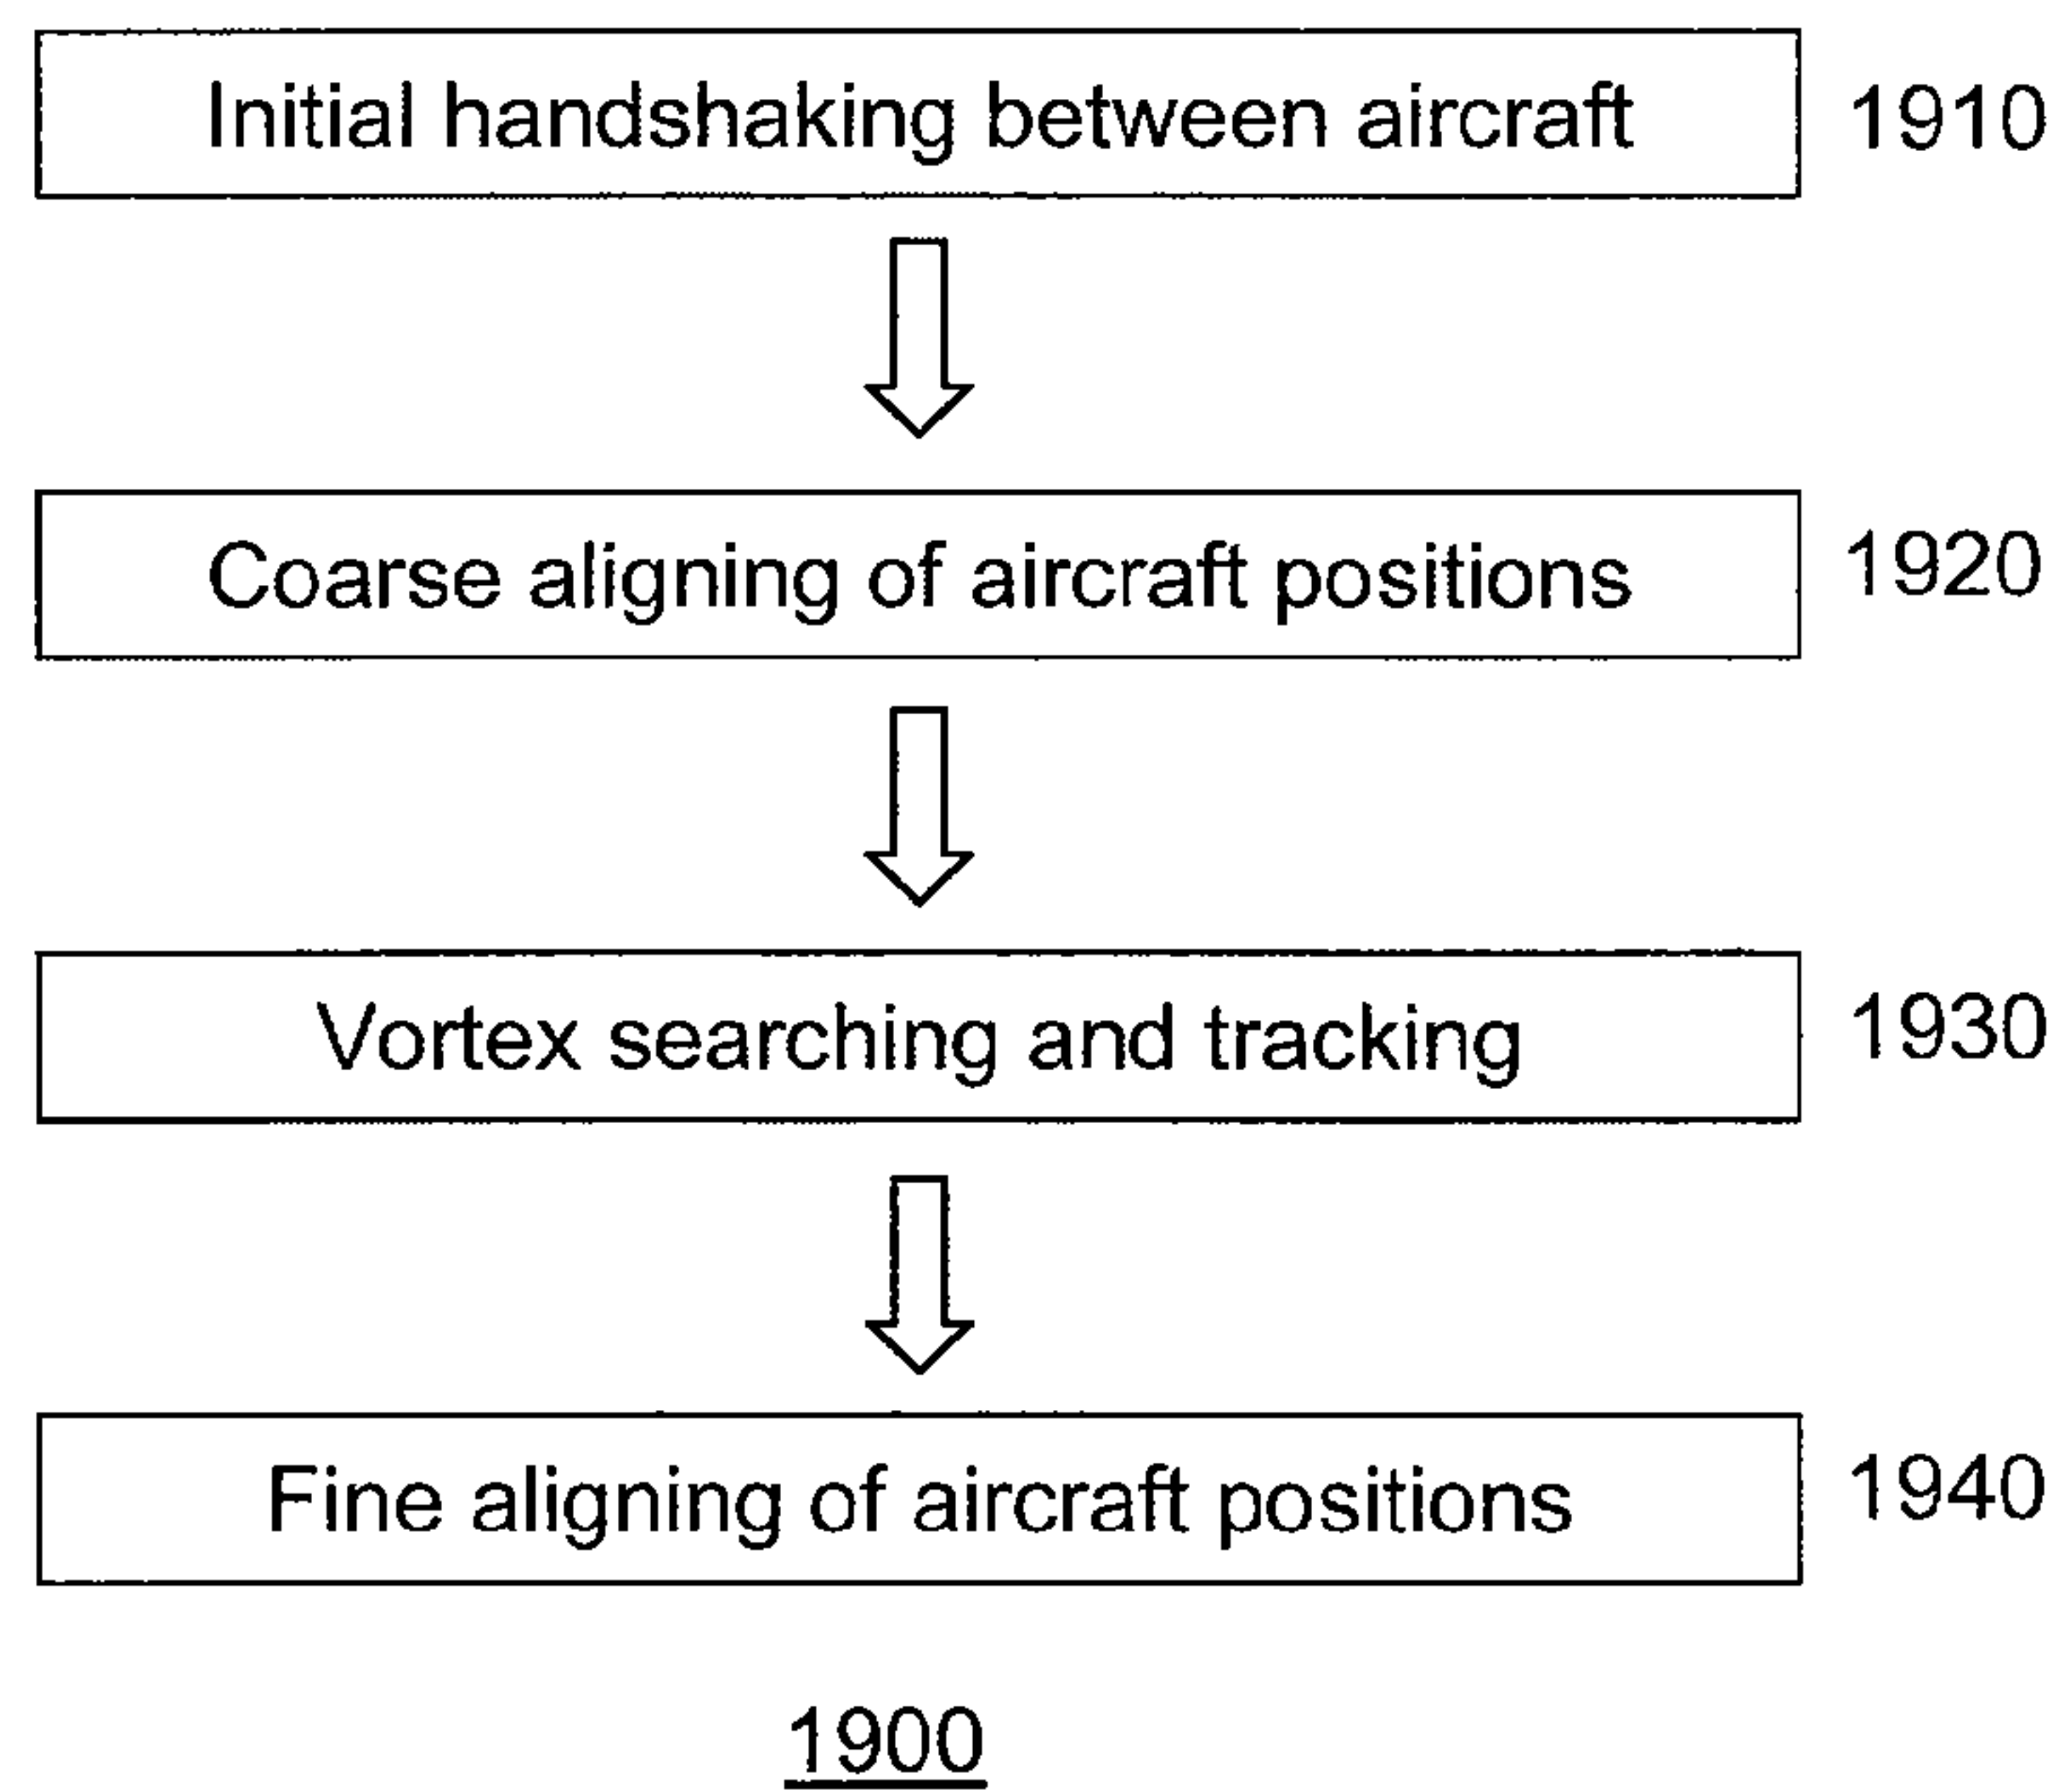 Initial handshaking between aircraft 1910
Coarse aligning of aircraft positions 1920
Vortex searching and tracking 1930
Fine aligning of aircraft positions 1940
1900